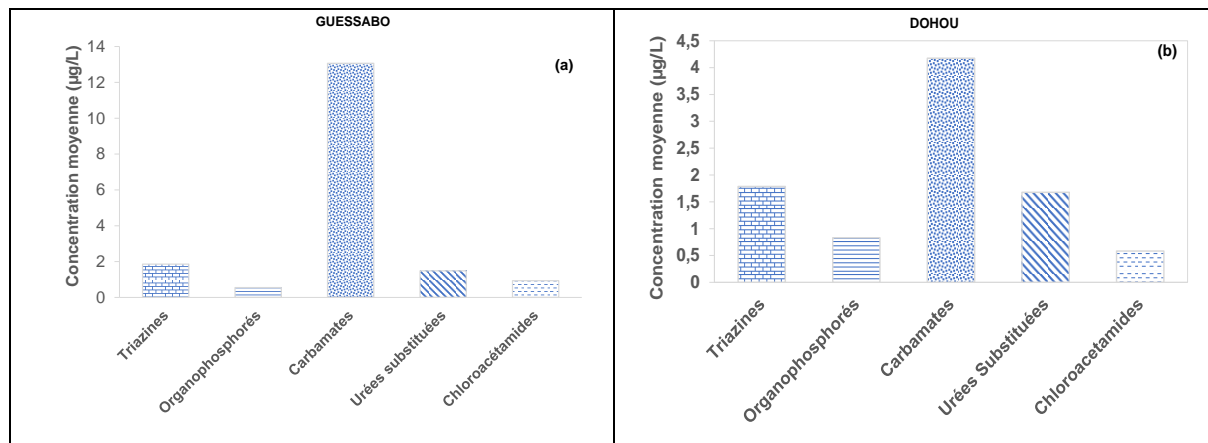 GUESSABO
(a)
Concentration moyenne (µg/L)
14
12
10
8
6
4
2
0
Triazines
Organophosphorés
Carbamates
Urées substituées
Chloroacétamides
DOHOU
(b)
Concentration moyenne (µg/L)
4,5
4
3,5
3
2,5
2
1,5
1
0,5
0
Triazines
Organophosphorés
Carbamates
Urées Substituées
Chloroacetamides